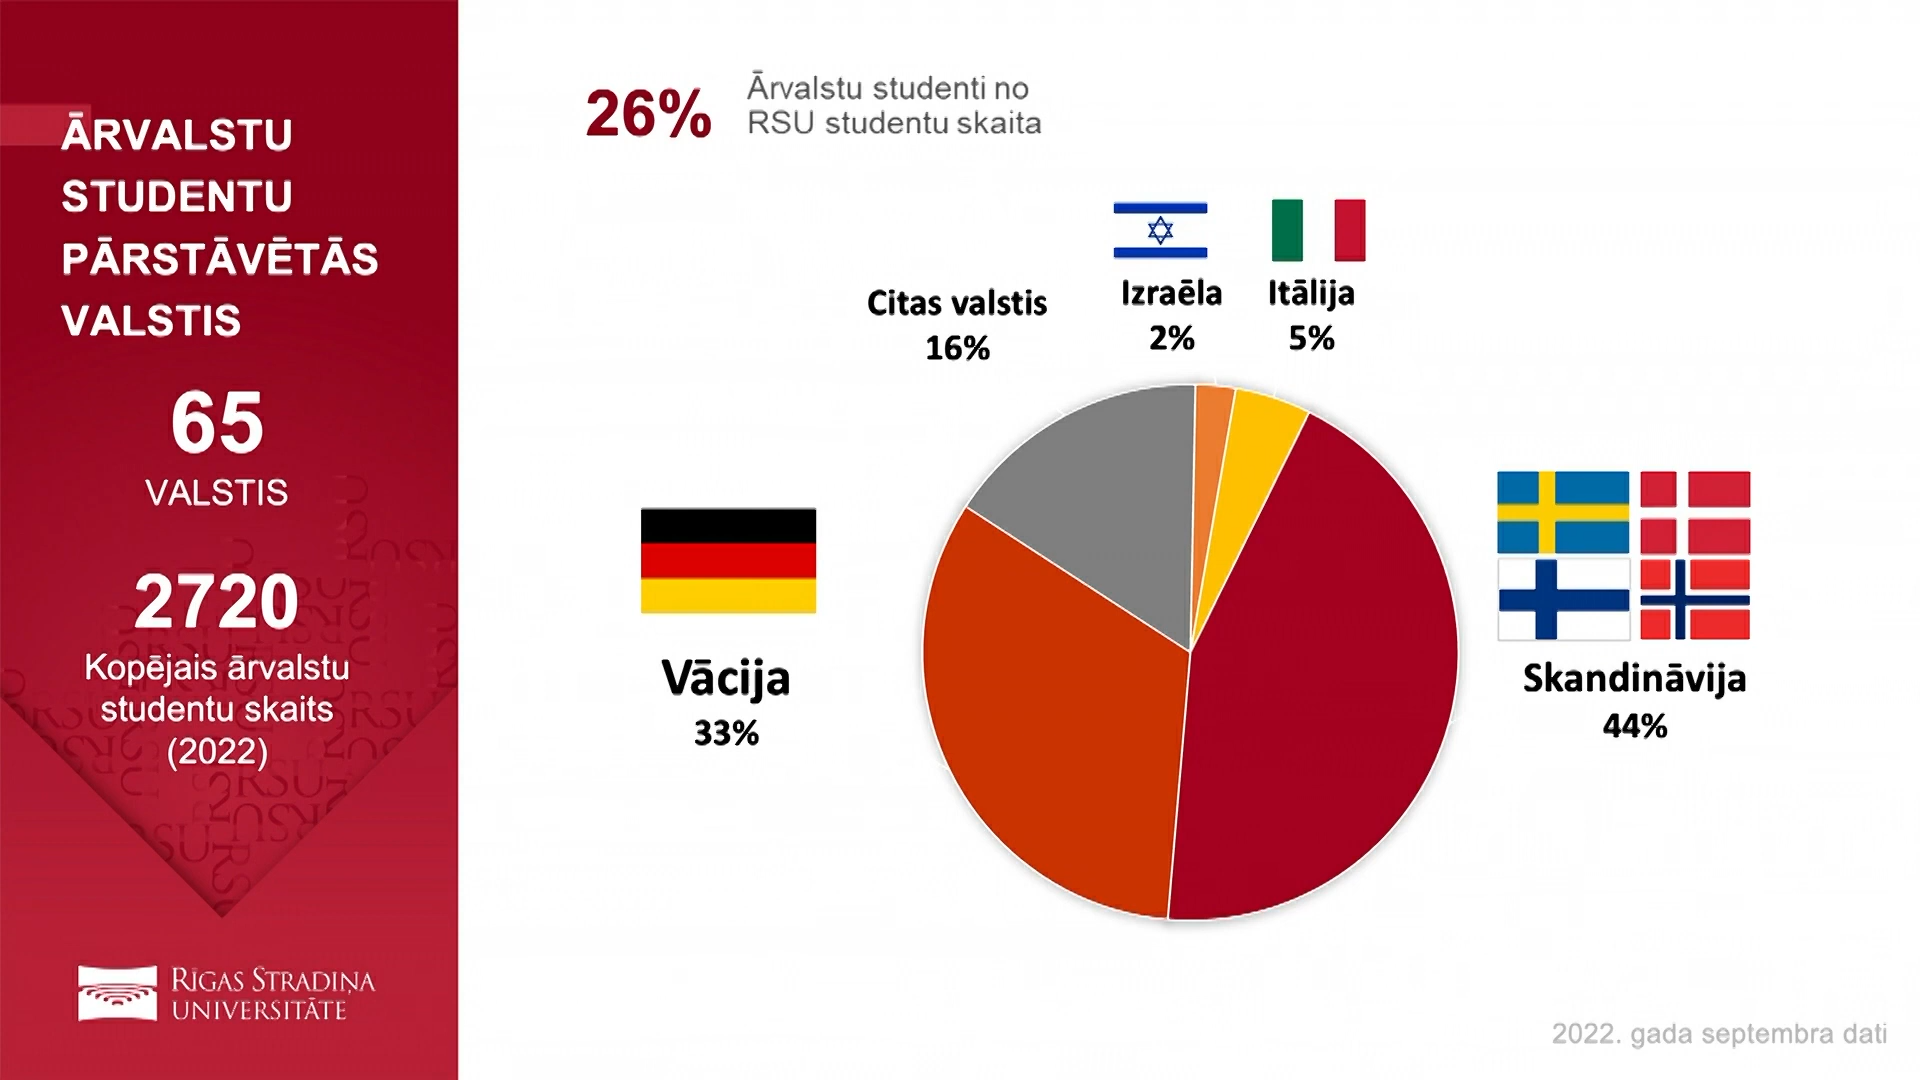 ĀRVALSTU
STUDENTU
PĀRSTĀVĒTĀS
VALSTIS
65
VALSTIS
2720
Kopējais ārvalstu
studentu skaits
(2022)
RĪGAS STRADIŅA
UNIVERSITĀTE
26%
Ārvalstu studenti no
RSU studentu skaita
Citas valstis
16%
Izraēla
2%
Itālija
5%
Vācija
33%
Skandināvija
44%
2022. gada septembra dati